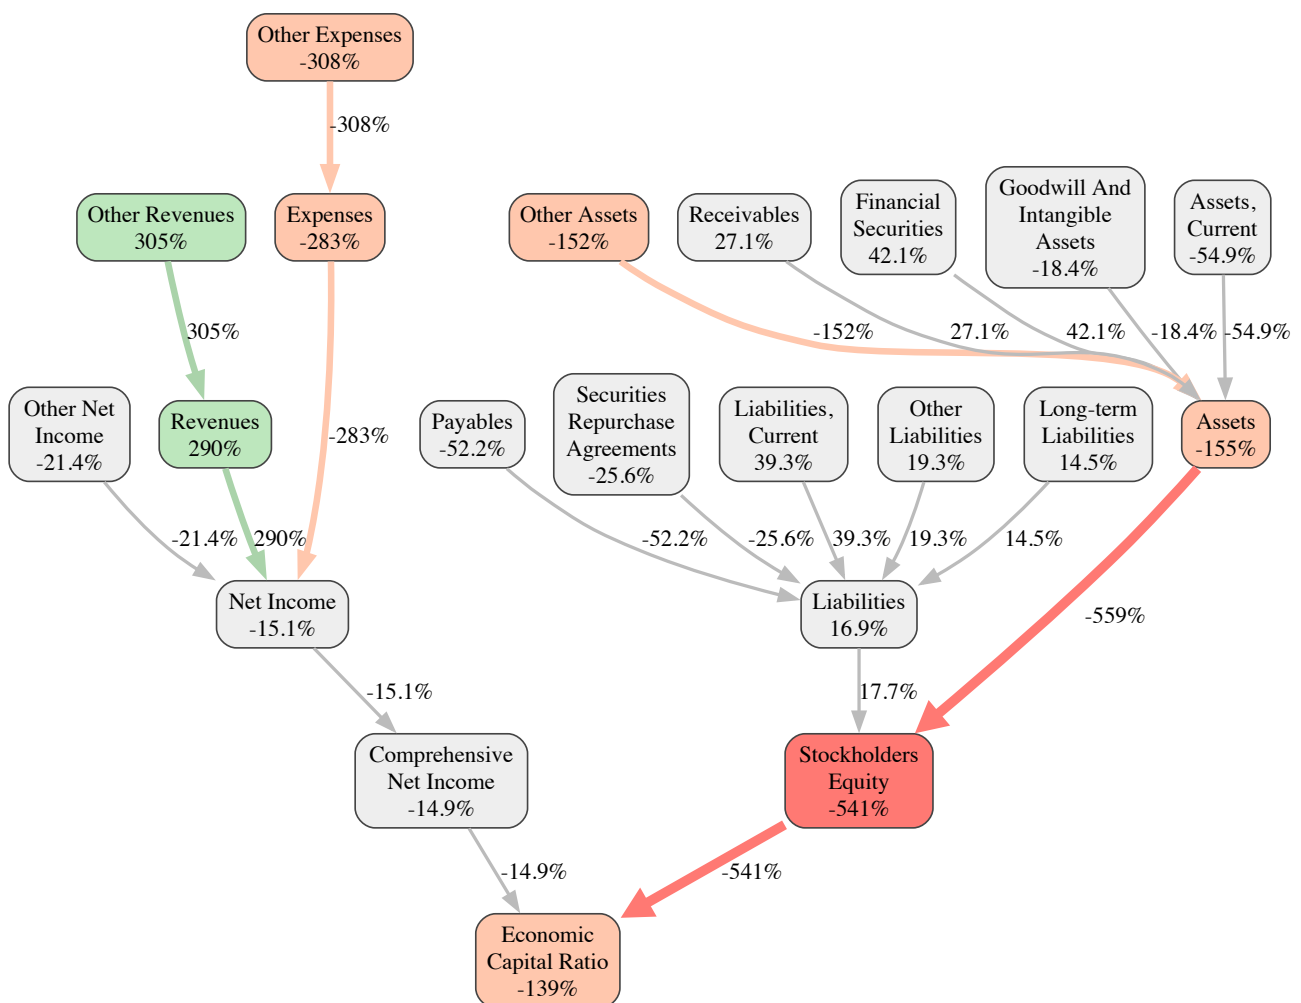 Other Expenses
-308%
-308%
Other Revenues
305%
Expenses
-283%
Other Assets
-152%
Receivables
27.1%
Financial
Securities
42.1%
Goodwill And
Intangible
Assets
-18.4%
Assets,
Current
-54.9%
305%
-152%
27.1%
42.1%
-18.4%
-54.9%
Other Net
Income
-21.4%
Revenues
290%
-283%
Payables
-52.2%
Securities
Repurchase
Agreements
-25.6%
Liabilities,
Current
39.3%
Other
Liabilities
19.3%
Long-term
Liabilities
14.5%
Assets
-155%
-21.4%
290%
-52.2%
-25.6%
39.3%
19.3%
14.5%
Net Income
-15.1%
Liabilities
16.9%
-559%
-15.1%
17.7%
Comprehensive
Net Income
-14.9%
Stockholders
Equity
-541%
-14.9%
-541%
Economic
Capital Ratio
-139%